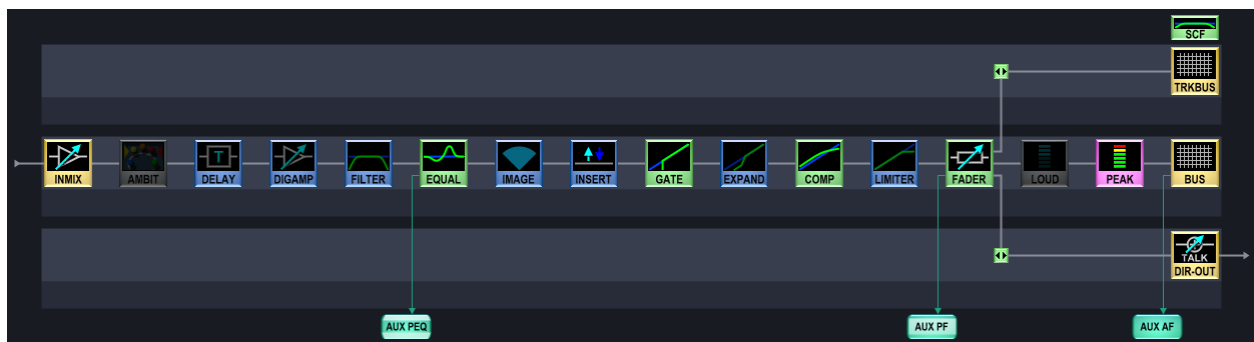 SCF
TRKBUS
INMIX
AMBIT
T
DELAY
DIGAMP
FILTER
EQUAL
IMAGE
INSERT
GATE
EXPAND
COMP
LIMITER
FADER
LOUD
PEAK
BUS
TALK
DIR-OUT
AUX PEQ
AUX PF
AUX AF